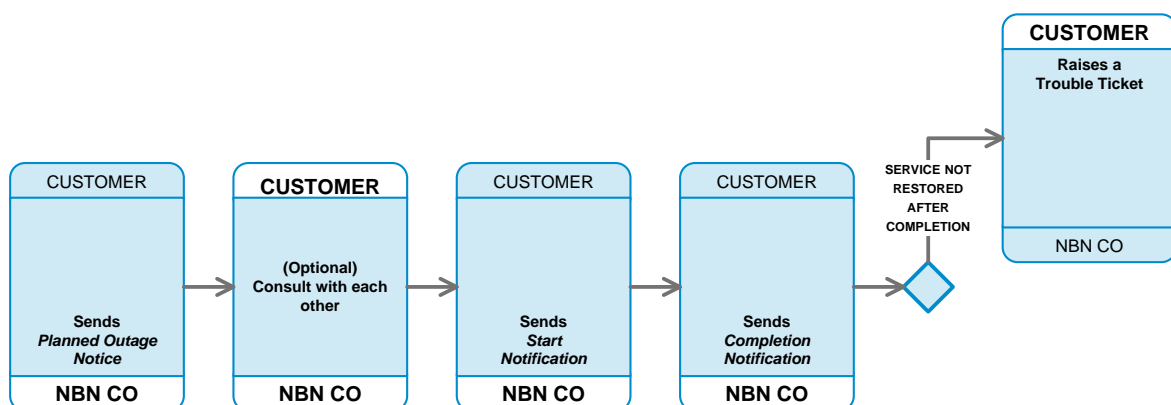 CUSTOMER
Sends
Planned Outage
Notice
NBN CO
CUSTOMER
(Optional)
Consult with each
other
NBN CO
CUSTOMER
Sends
Start
Notification
NBN CO
CUSTOMER
Sends
Completion
Notification
NBN CO
SERVICE NOT
RESTORED
AFTER
COMPLETION
CUSTOMER
Raises a
Trouble Ticket
NBN CO